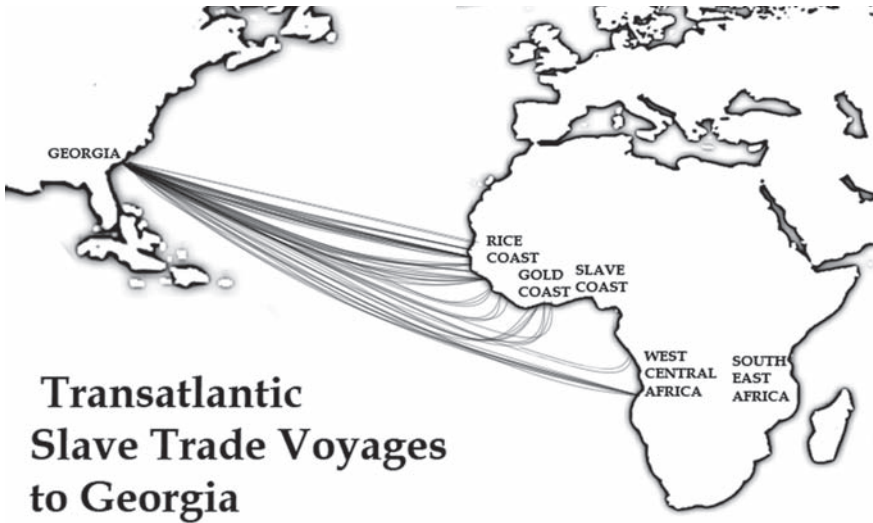 GEORGIA
RICE
COAST
GOLD
COAST
SLAVE
COAST
WEST
CENTRAL
AFRICA
SOUTH
EAST
AFRICA
Transatlantic
Slave Trade Voyages
to Georgia